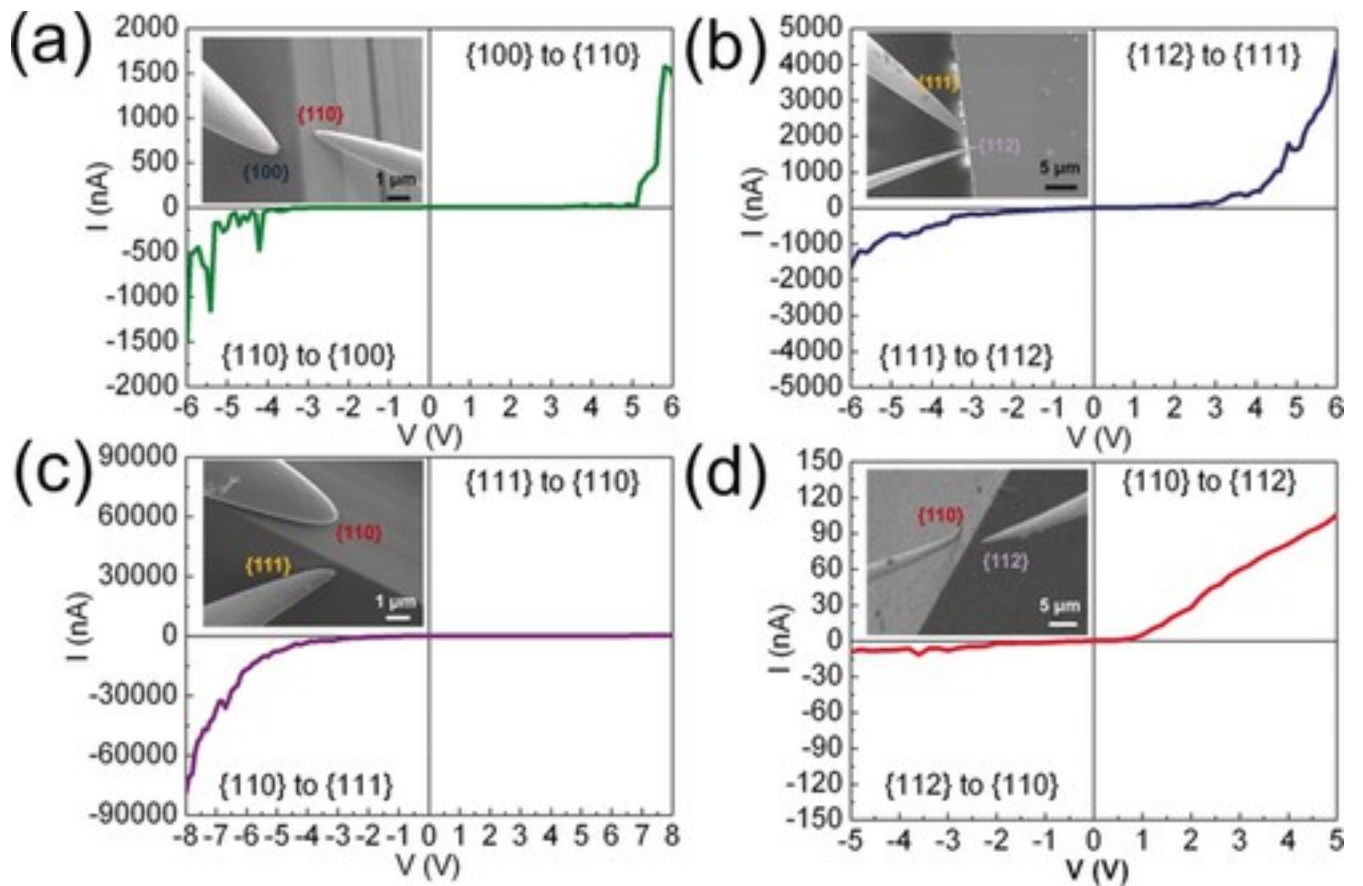 (a)
2000
1500
1000
500
0
-500
-1000
-1500
-2000
I (nA)
{100} to {110}
{110}
{100}
1 μm
{110} to {100}
-6 -5 -4 -3 -2 -1 0 1 2 3 4 5 6
V (V)
(b)
5000
4000
3000
2000
1000
0
-1000
-2000
-3000
-4000
-5000
I (nA)
{112} to {111}
{111}
{112}
5 μm
{111} to {112}
-6 -5 -4 -3 -2 -1 0 1 2 3 4 5 6
V (V)
(c)
90000
60000
30000
0
-30000
-60000
-90000
I (nA)
{111} to {110}
{110}
{111}
1 μm
{110} to {111}
-8 -7 -6 -5 -4 -3 -2 -1 0 1 2 3 4 5 6 7 8
V (V)
(d)
150
120
90
60
30
0
-30
-60
-90
-120
-150
I (nA)
{110} to {112}
{110}
{112}
5 μm
{112} to {110}
-5 -4 -3 -2 -1 0 1 2 3 4 5
V (V)